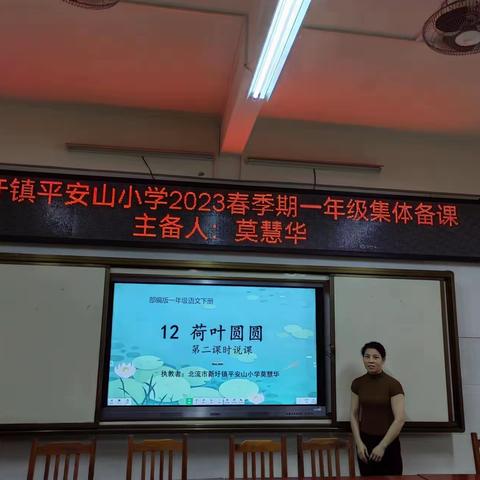 圩镇平安山小学2023春季期一年级集体备课
主备人：莫慧华
部编版一年级语文下册
12 荷叶圆圆
第二课时说课
执教者：北流市新圩镇平安山小学莫慧华